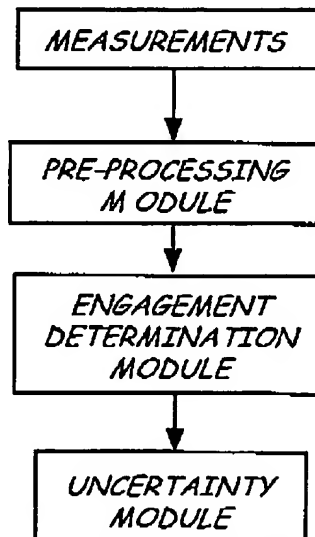 MEASUREMENTS
PRE-PROCESSING
M ODULE
ENGAGEMENT
DETERMINATION
MODULE
UNCERTAINTY
MODULE